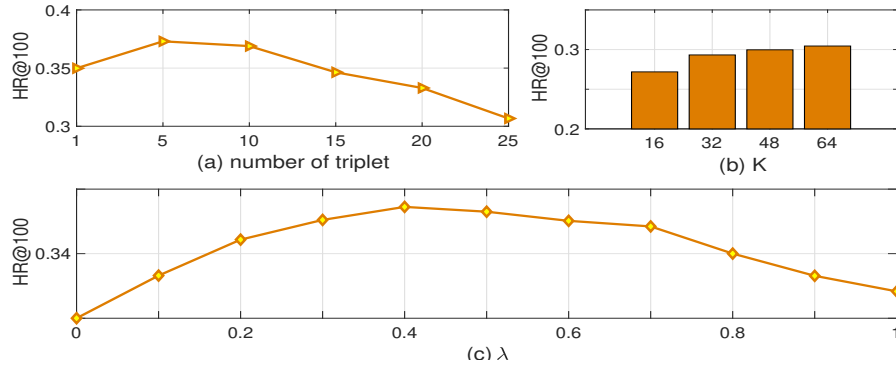 HR@100
0.4
0.35
0.3
1 5 10 15 20 25
(a) number of triplet
HR@100
0.3
0.2
16 32 48 64
(b) K
HR@100
0.34
0 0.2 0.4 0.6 0.8 1
(c) λ